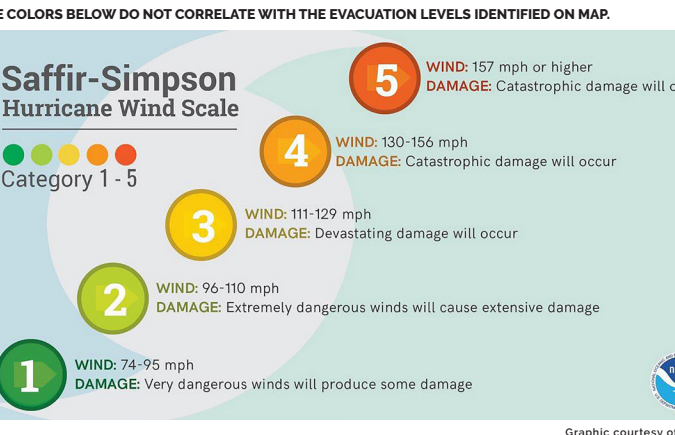 E COLORS BELOW DO NOT CORRELATE WITH THE EVACUATION LEVELS IDENTIFIED ON MAP.
Saffir-Simpson
Hurricane Wind Scale
Category 1 - 5
5
WIND: 157 mph or higher
DAMAGE: Catastrophic damage will o
4
WIND: 130-156 mph
DAMAGE: Catastrophic damage will occur
3
WIND: 111-129 mph
DAMAGE: Devastating damage will occur
2
WIND: 96-110 mph
DAMAGE: Extremely dangerous winds will cause extensive damage
1
WIND: 74-95 mph
DAMAGE: Very dangerous winds will produce some damage
Graphic courtesy of